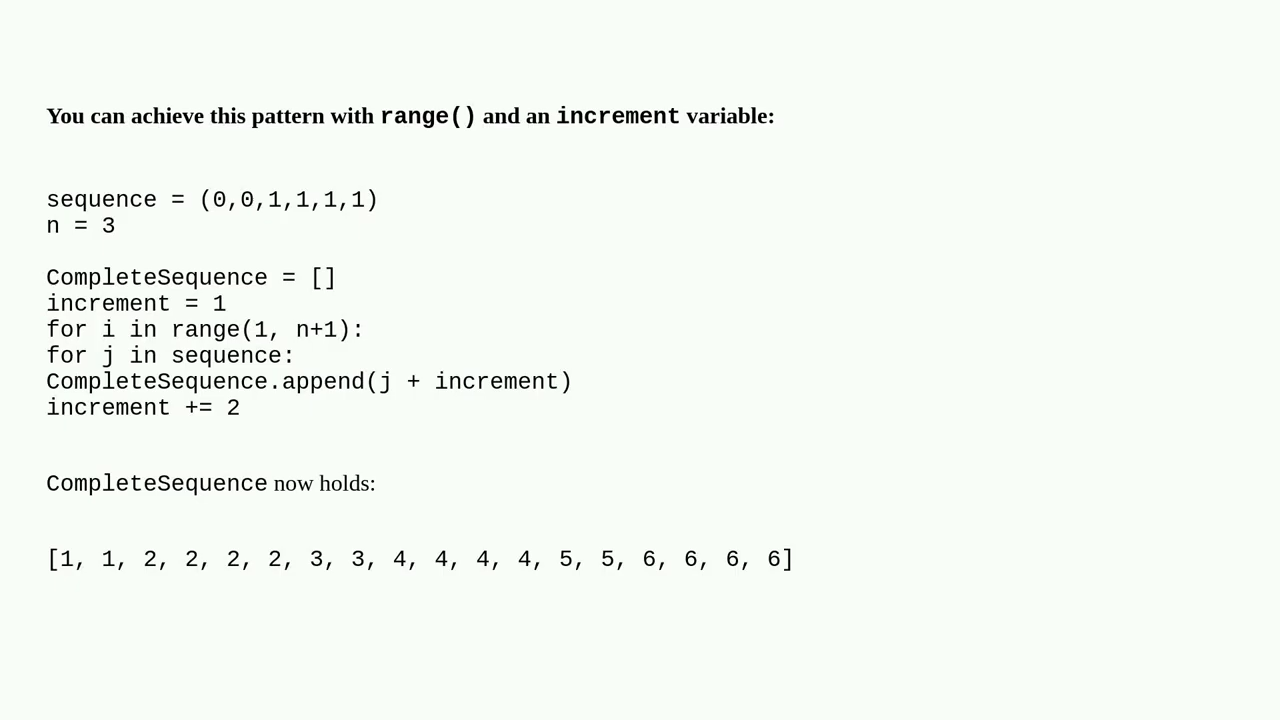 You can achieve this pattern with range() and an increment variable:
sequence = (0,0,1,1,1,1)
n = 3
CompleteSequence = []
increment = 1
for i in range(1, n+1):
for j in sequence:
CompleteSequence.append(j + increment)
increment += 2
CompleteSequence now holds:
[1, 1, 2, 2, 2, 2, 3, 3, 4, 4, 4, 4, 5, 5, 6, 6, 6, 6]